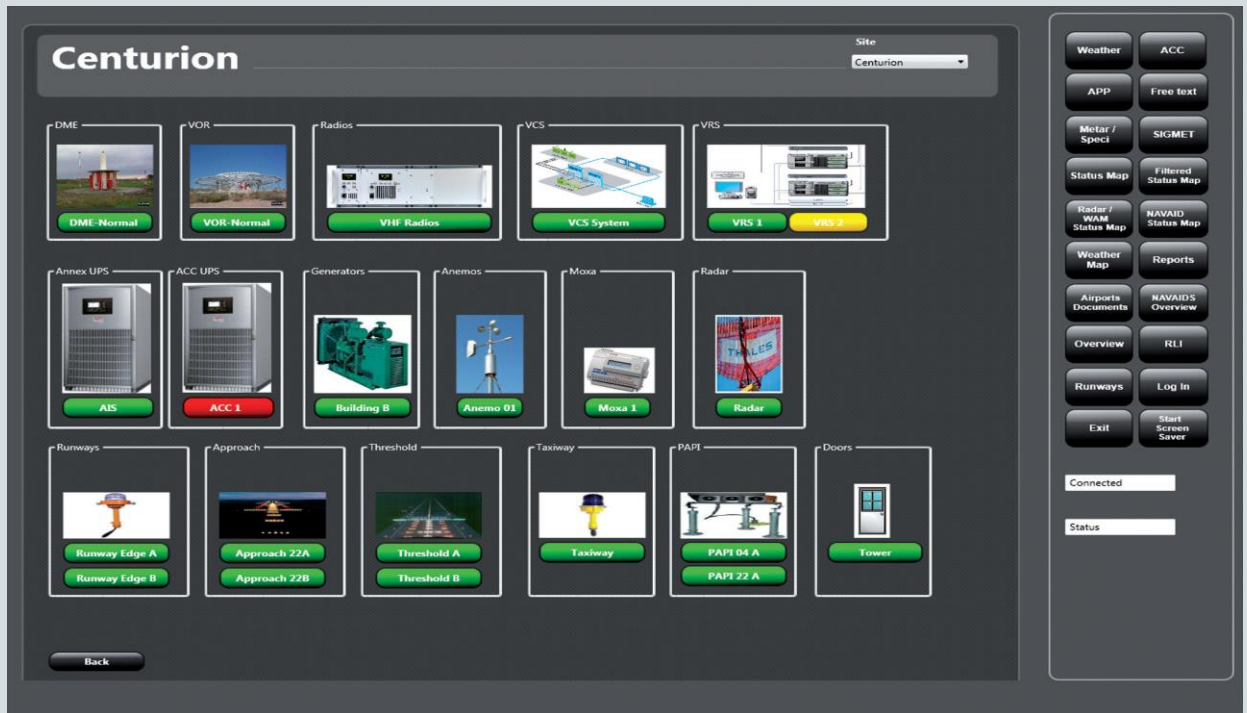 Centurion
Site
Centurion
DME
VOR
Radios
VCS
VRS
DME-Normal
VOR-Normal
VHF Radios
VCS System
VRS 1
VRS 2
Annex UPS
ACC UPS
Generators
Anemos
Moxa
Radar
THALES
AIS
ACC 1
Building B
Anemo 01
Moxa 1
Radar
Runways
Approach
Threshold
Taxiway
PAPI
Doors
Runway Edge A
Runway Edge B
Approach 22A
Approach 22B
Threshold A
Threshold B
Taxiway
PAPI 04 A
PAPI 22 A
Tower
Back
Weather
ACC
APP
Free text
Metar /
Speci
SIGMET
Status Map
Filtered
Status Map
Radar /
WAM
Status Map
NAVAID
Status Map
Weather
Map
Reports
Airports
Documents
NAVAIDS
Overview
Overview
RLI
Runways
Log In
Exit
Start
Screen
Saver
Connected
Status